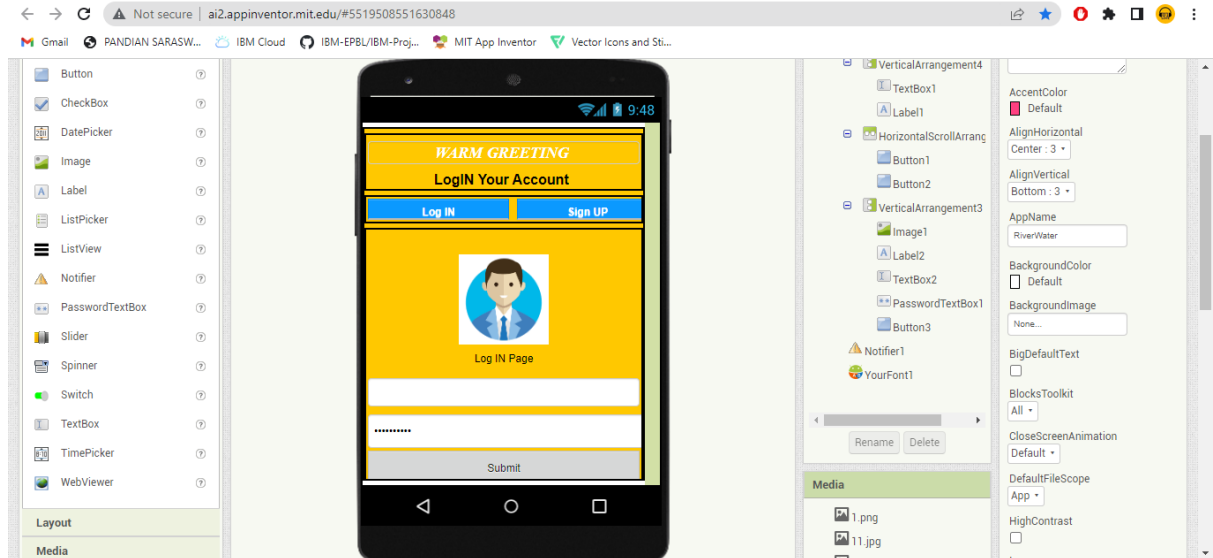 Not secure | ai2.appinventor.mit.edu/#5519508551630848
Gmail PANDIAN SARASW... IBM Cloud IBM-EPBL/IBM-Proj... MIT App Inventor Vector Icons and Sti...
Button
CheckBox
DatePicker
Image
Label
ListPicker
ListView
Notifier
PasswordTextBox
Slider
Spinner
Switch
TextBox
TimePicker
WebViewer
Layout
Media
9:48
WARM GREETING
LogIN Your Account
Log IN Sign UP
Log IN Page
••••••••••
Submit
VerticalArrangement4
TextBox1
Label1
HorizontalScrollArrang
Button1
Button2
VerticalArrangement3
Image1
Label2
TextBox2
PasswordTextBox1
Button3
Notifier1
YourFont1
Rename Delete
Media
1.png
11.jpg
AccentColor
Default
AlignHorizontal
Center : 3
AlignVertical
Bottom : 3
AppName
RiverWater
BackgroundColor
Default
BackgroundImage
None...
BigDefaultText
BlocksToolkit
All
CloseScreenAnimation
Default
DefaultFileScope
App
HighContrast